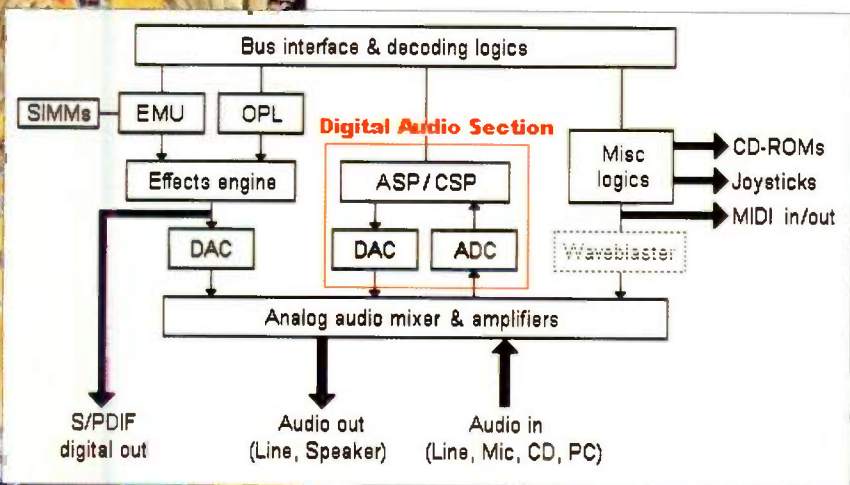 Bus interface & decoding logics
SIMMs
EMU
OPL
Digital Audio Section
Misc
logics
CD-ROMs
Joysticks
MIDI in/out
Effects engine
ASP/CSP
DAC
DAC
ADC
Waveblaster
Analog audio mixer & amplifiers
S/PDIF
digital out
Audio out
(Line, Speaker)
Audio in
(Line, Mic, CD, PC)